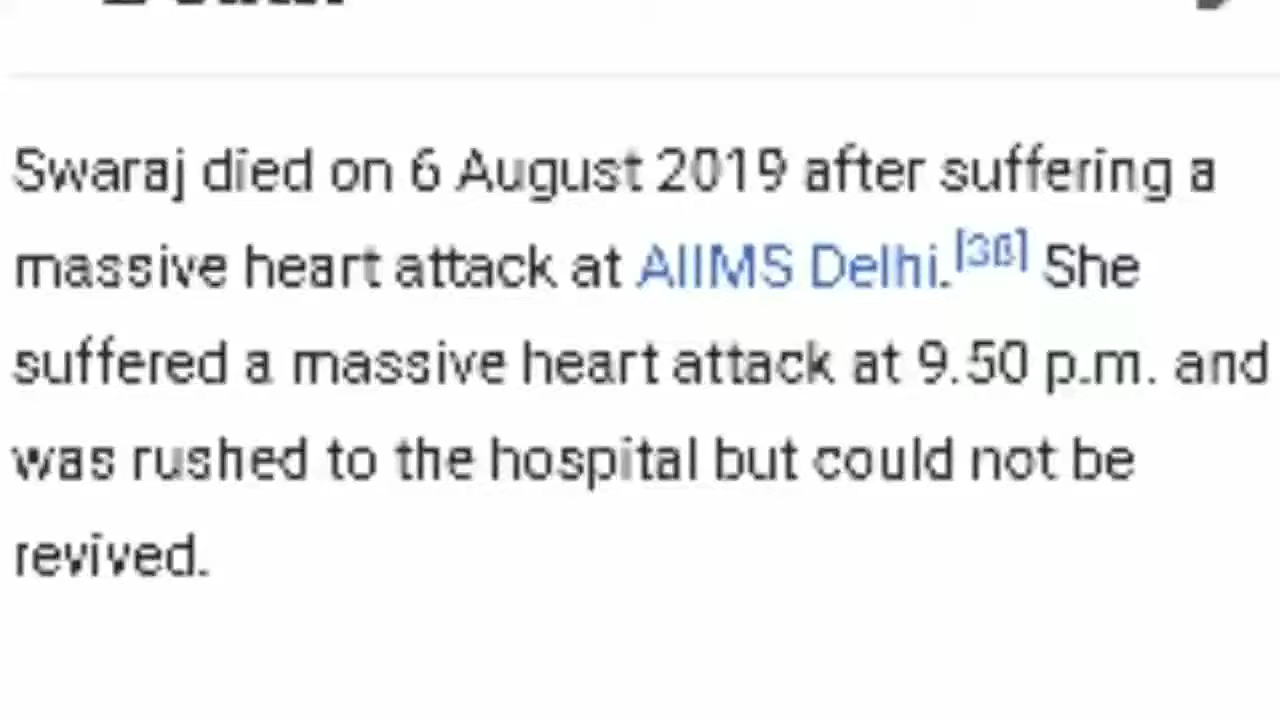 Swaraj died on 6 August 2019 after suffering a
massive heart attack at AIIMS Delhi.[36] She
suffered a massive heart attack at 9.50 p.m. and
was rushed to the hospital but could not be
revived.